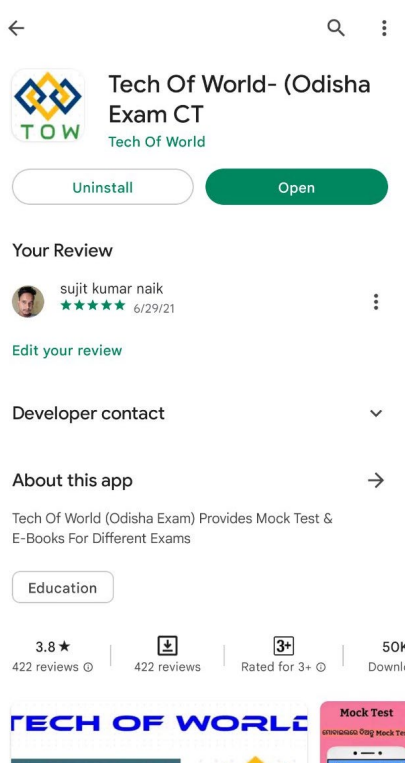 Tech Of World- (Odisha
Exam CT
Tech Of World
TOW
Uninstall
Open
Your Review
sujit kumar naik
★★★★★ 6/29/21
Edit your review
Developer contact
About this app
Tech Of World (Odisha Exam) Provides Mock Test &
E-Books For Different Exams
Education
3.8★
422 reviews
422 reviews
3+
Rated for 3+
50K
Downl
TECH OF WORLD
Mock Test
Mock Te